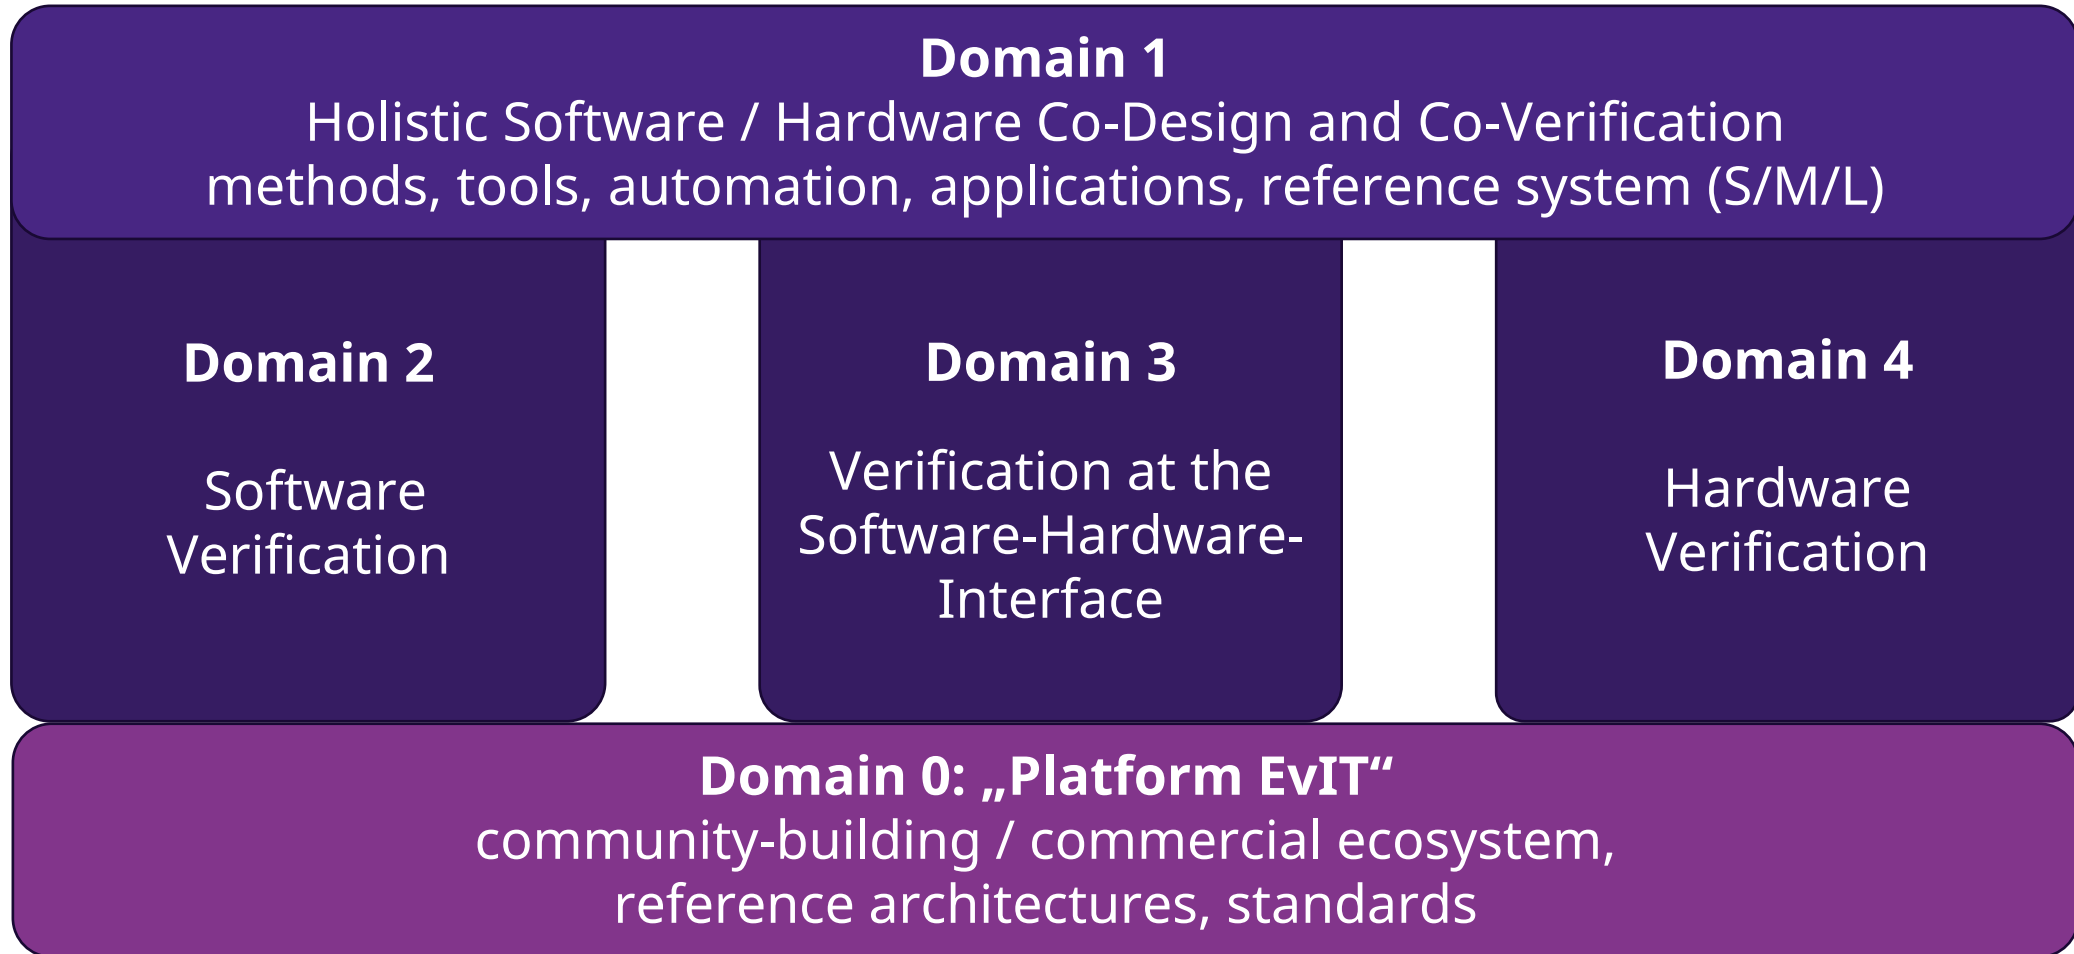 Domain 1
Holistic Software / Hardware Co-Design and Co-Verification
methods, tools, automation, applications, reference system (S/M/L)
Domain 2
Software
Verification
Domain 3
Verification at the
Software-Hardware-
Interface
Domain 4
Hardware
Verification
Domain 0: „Platform EvIT“
community-building / commercial ecosystem,
reference architectures, standards